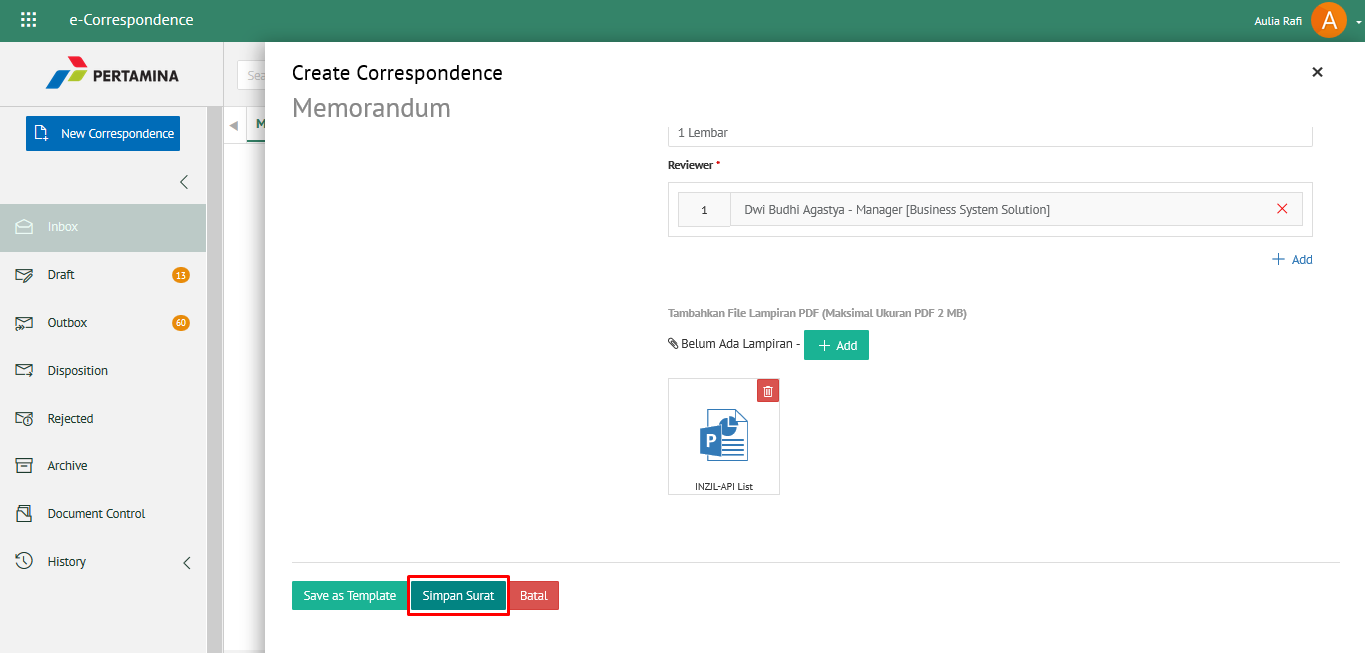 e-Correspondence
Aulia Rafi
A
PERTAMINA
Sea
Create Correspondence
Memorandum
New Correspondence
M
1 Lembar
Reviewer *
1
Dwi Budhi Agastya - Manager [Business System Solution]
Add
Inbox
Draft
13
Outbox
60
Disposition
Rejected
Archive
Document Control
History
Tambahkan File Lampiran PDF (Maksimal Ukuran PDF 2 MB)
Belum Ada Lampiran -
Add
P
INZJL-API List
Save as Template
Simpan Surat
Batal